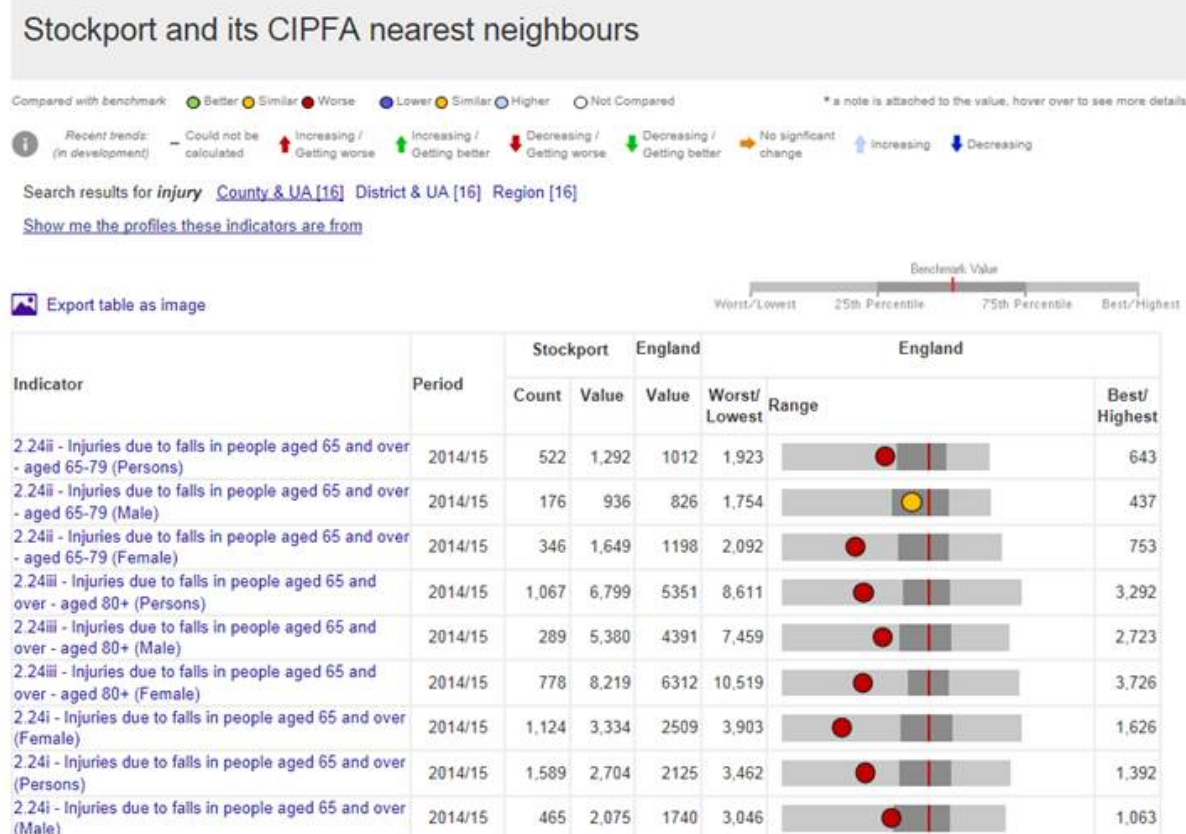 Stockport and its CIPFA nearest neighbours
Compared with benchmark Better Similar Worse Lower Similar Higher Not Compared * a note is attached to the value, hover over to see more details
Recent trends: (in development) – Could not be calculated Increasing / Getting worse Increasing / Getting better Decreasing / Getting worse Decreasing / Getting better No signficant change Increasing Decreasing
Search results for injury County & UA [16] District & UA [16] Region [16]
Show me the profiles these indicators are from
Benchmark Value
Export table as image
Worst/Lowest 25th Percentile 75th Percentile Best/Highest
Stockport England England
Indicator Period Count Value Value Worst/ Lowest Range Best/ Highest
2.24ii - Injuries due to falls in people aged 65 and over
- aged 65-79 (Persons) 2014/15 522 1,292 1012 1,923 643
2.24ii - Injuries due to falls in people aged 65 and over
- aged 65-79 (Male) 2014/15 176 936 826 1,754 437
2.24ii - Injuries due to falls in people aged 65 and over
- aged 65-79 (Female) 2014/15 346 1,649 1198 2,092 753
2.24iii - Injuries due to falls in people aged 65 and
over - aged 80+ (Persons) 2014/15 1,067 6,799 5351 8,611 3,292
2.24iii - Injuries due to falls in people aged 65 and
over - aged 80+ (Male) 2014/15 289 5,380 4391 7,459 2,723
2.24iii - Injuries due to falls in people aged 65 and
over - aged 80+ (Female) 2014/15 778 8,219 6312 10,519 3,726
2.24i - Injuries due to falls in people aged 65 and over
(Female) 2014/15 1,124 3,334 2509 3,903 1,626
2.24i - Injuries due to falls in people aged 65 and over
(Persons) 2014/15 1,589 2,704 2125 3,462 1,392
2.24i - Injuries due to falls in people aged 65 and over
(Male) 2014/15 465 2,075 1740 3,046 1,063